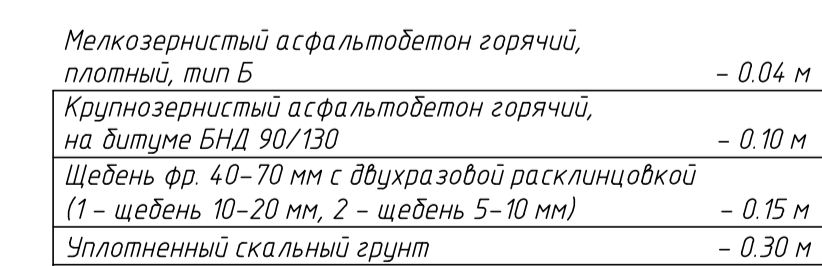 Мелкозернистый асфальтобетон горячий,
плотный, тип Б – 0.04 м
Крупнозернистый асфальтобетон горячий,
на битуме БНД 90/130 – 0.10 м
Щебень фр. 40–70 мм с двухразовой расклинцовкой
(1 – щебень 10–20 мм, 2 – щебень 5–10 мм) – 0.15 м
Уплотненный скальный грунт – 0.30 м